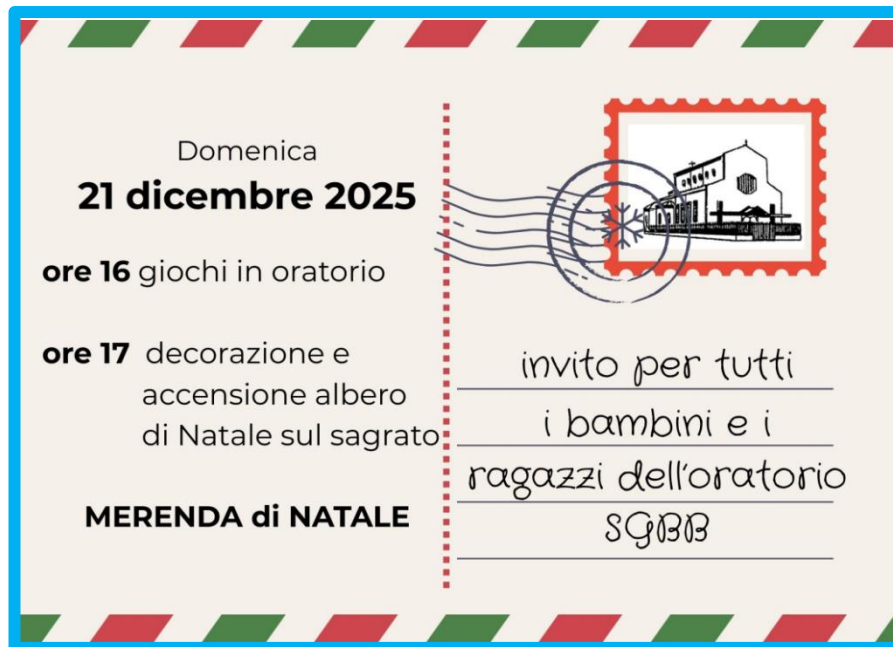 Domenica
21 dicembre 2025
ore 16 giochi in oratorio
ore 17 decorazione e
accensione albero
di Natale sul sagrato
MERENDA di NATALE
invito per tutti
i bambini e i
ragazzi dell'oratorio
SGBB